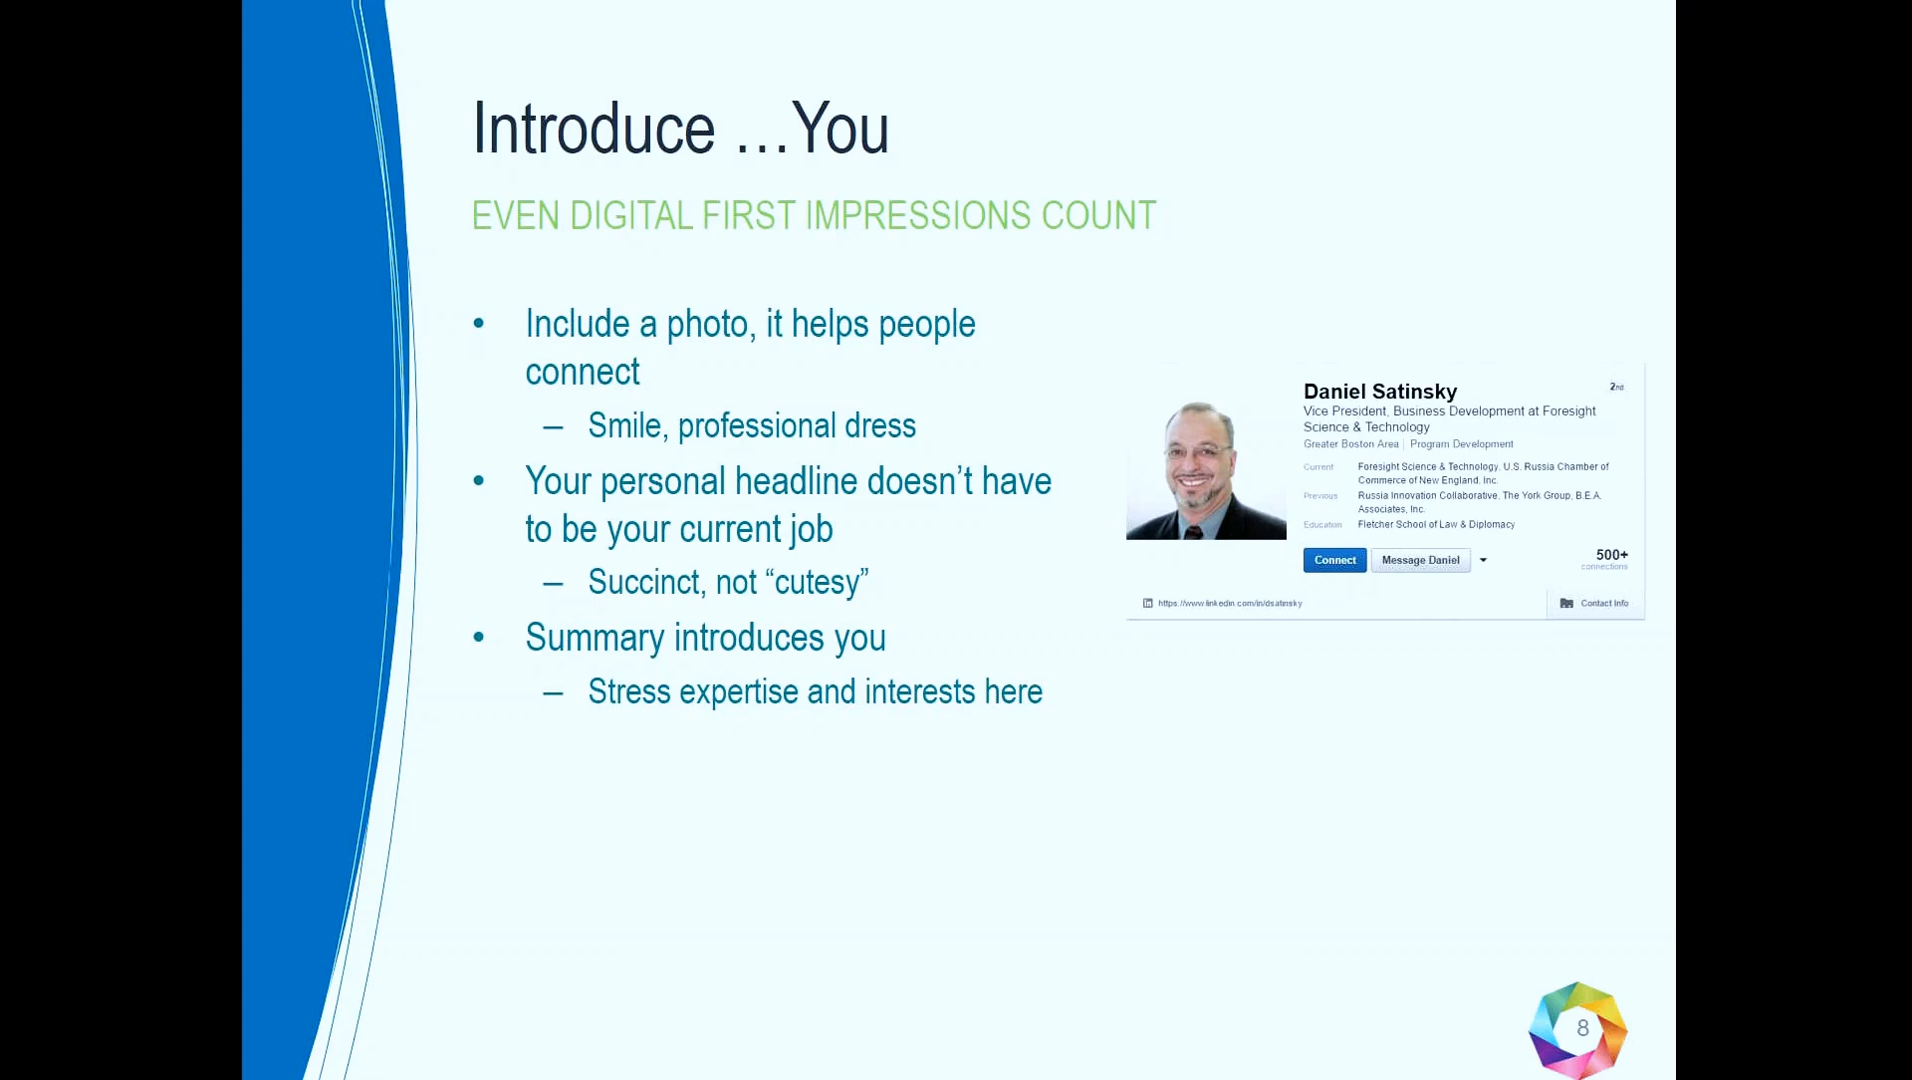 Introduce …You
EVEN DIGITAL FIRST IMPRESSIONS COUNT
• Include a photo, it helps people
connect
– Smile, professional dress
• Your personal headline doesn’t have
to be your current job
– Succinct, not “cutesy”
• Summary introduces you
– Stress expertise and interests here
Daniel Satinsky
2nd
Vice President, Business Development at Foresight
Science & Technology
Greater Boston Area | Program Development
Current Foresight Science & Technology, U.S. Russia Chamber of
Commerce of New England, Inc.
Previous Russia Innovation Collaborative, The York Group, B.E.A.
Associates, Inc.
Education Fletcher School of Law & Diplomacy
Connect Message Daniel
500+
connections
https://www.linkedin.com/in/dsatinsky
Contact Info
8